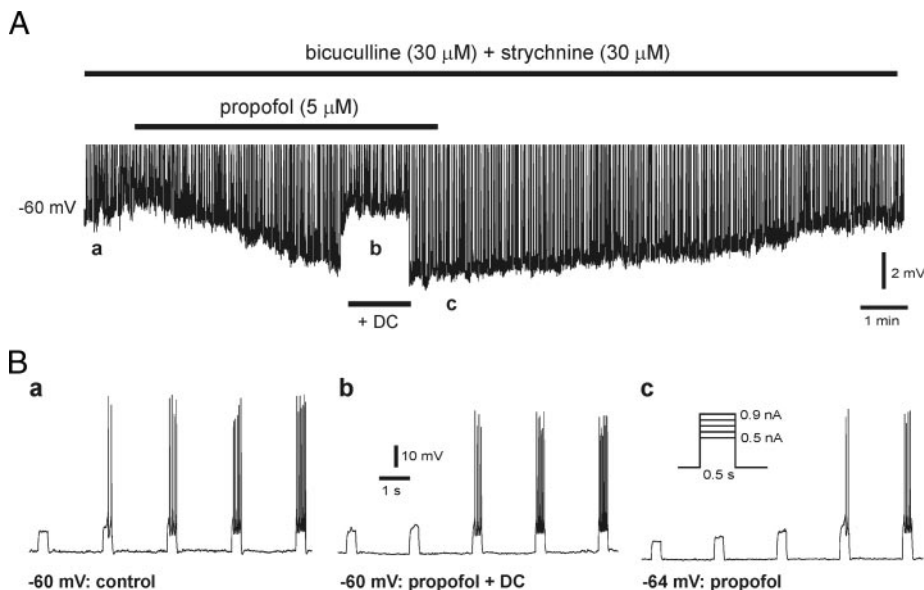 A
bicuculline (30 μM) + strychnine (30 μM)
propofol (5 μM)
-60 mV
a
b
c
+ DC
2 mV
1 min
B
a
b
c
10 mV
1 s
0.9 nA
0.5 nA
0.5 s
-60 mV: control
-60 mV: propofol + DC
-64 mV: propofol